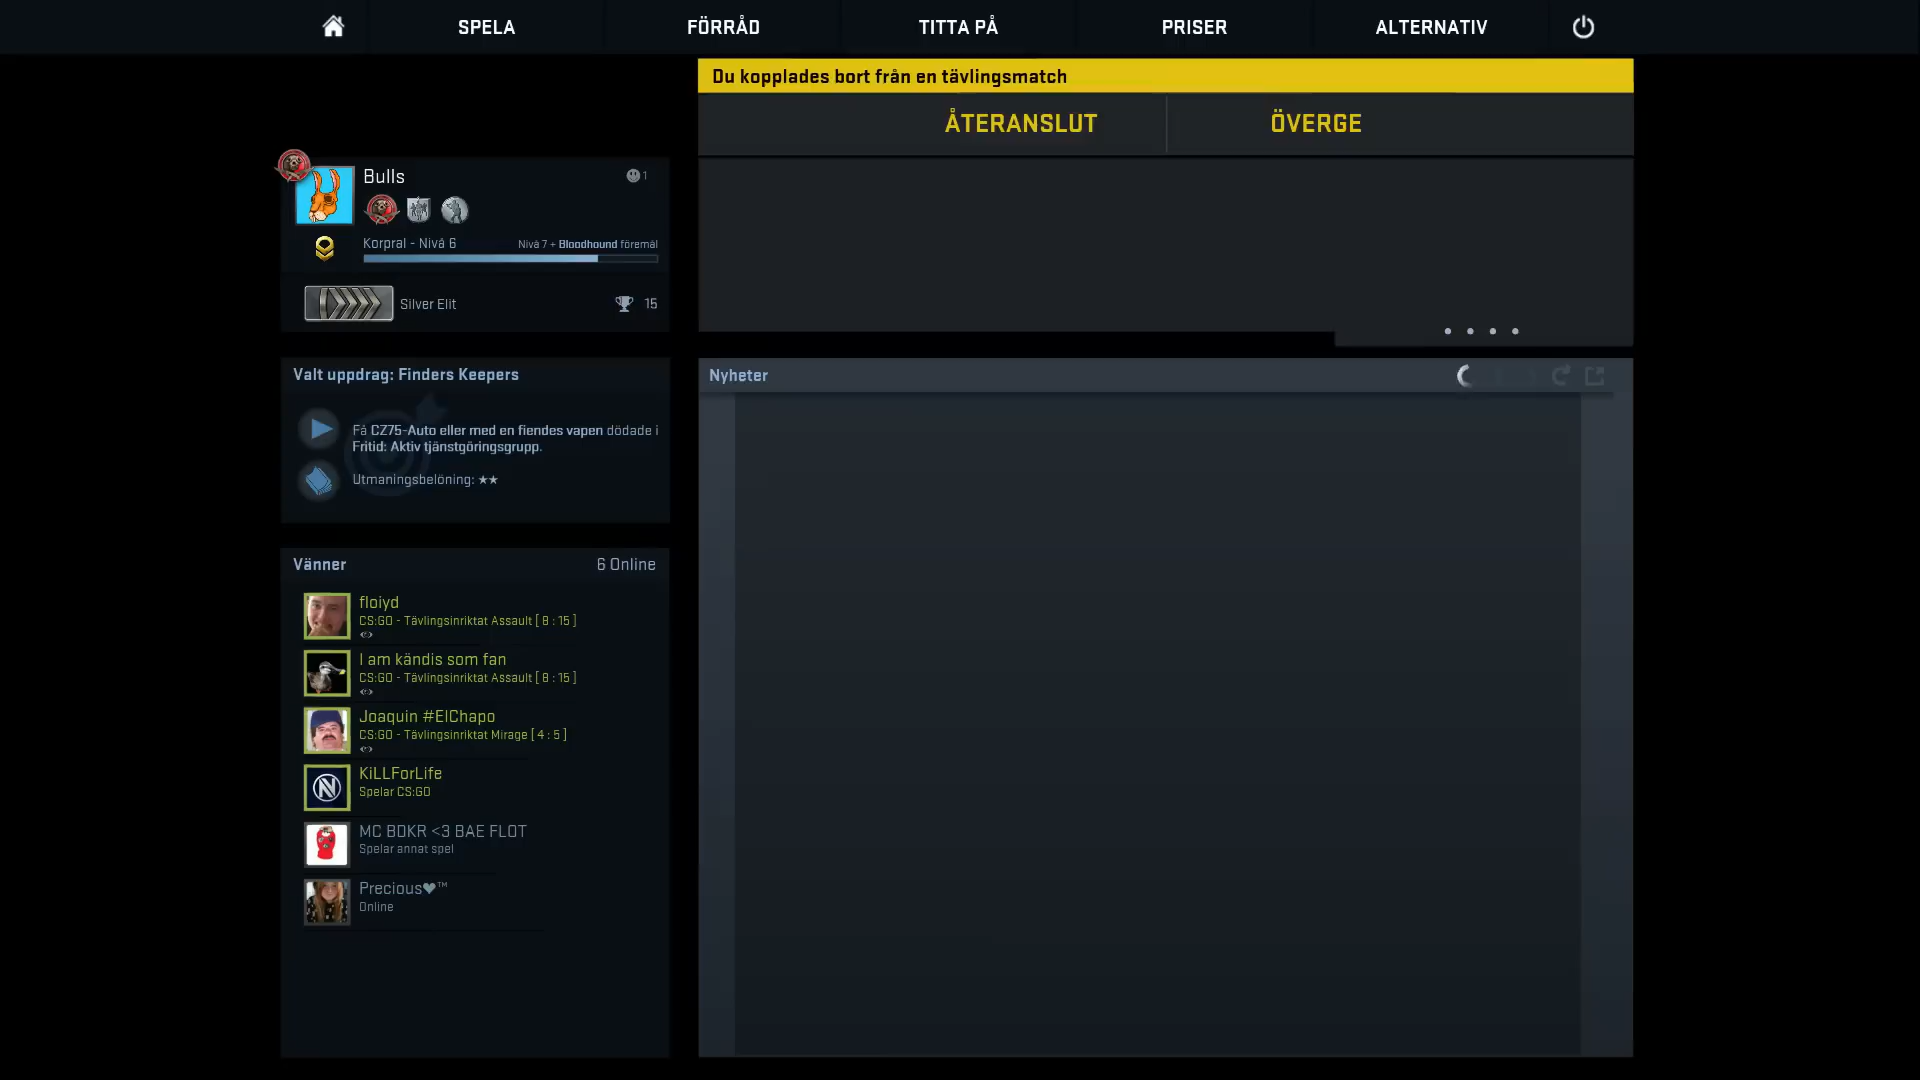 SPELA
FÖRRÅD
TITTA PÅ
PRISER
ALTERNATIV
Du kopplades bort från en tävlingsmatch
ÅTERANSLUT
ÖVERGE
Bulls
1
Korpral - Nivå 6
Nivå 7 + Bloodhound föremål
Silver Elit
15
Valt uppdrag: Finders Keepers
Få CZ75-Auto eller med en fiendes vapen dödade i
Fritid: Aktiv tjänstgöringsgrupp.
Utmaningsbelöning: ★★
Nyheter
Vänner
6 Online
floiyd
CS:GO - Tävlingsinriktat Assault [ 8 : 15 ]
I am kändis som fan
CS:GO - Tävlingsinriktat Assault [ 8 : 15 ]
Joaquin #ElChapo
CS:GO - Tävlingsinriktat Mirage [ 4 : 5 ]
KiLLForLife
Spelar CS:GO
MC BDKR <3 BAE FLOT
Spelar annat spel
Precious♥™
Online